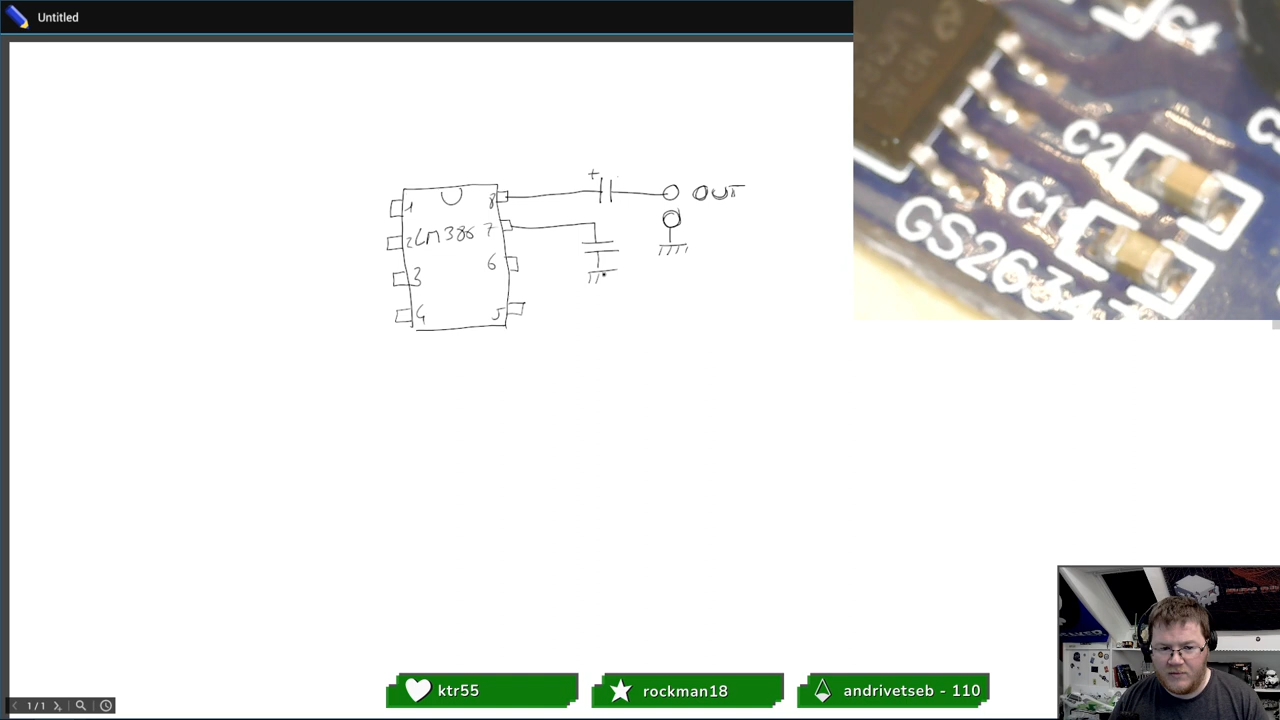 Untitled
C4
C2
C1
GS2634
OUT
+
1
8
2
LM386
7
3
6
4
5
1/1
ktr55
rockman18
andrivetseb - 110